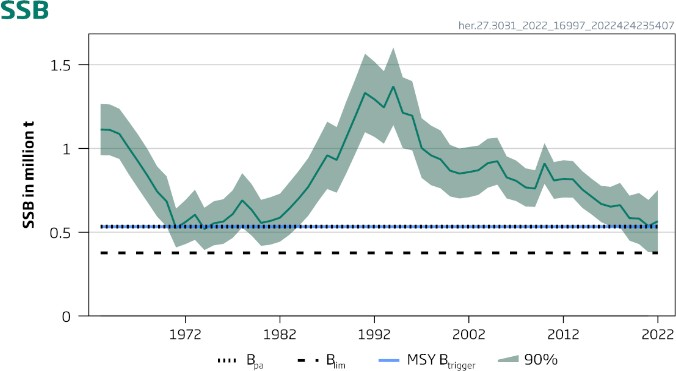 SSB
her.27.3031_2022_16997_2022424235407
SSB in million t
1.5
1
0.5
0
1972 1982 1992 2002 2012 2022
Bpa Blim MSY Btrigger 90%